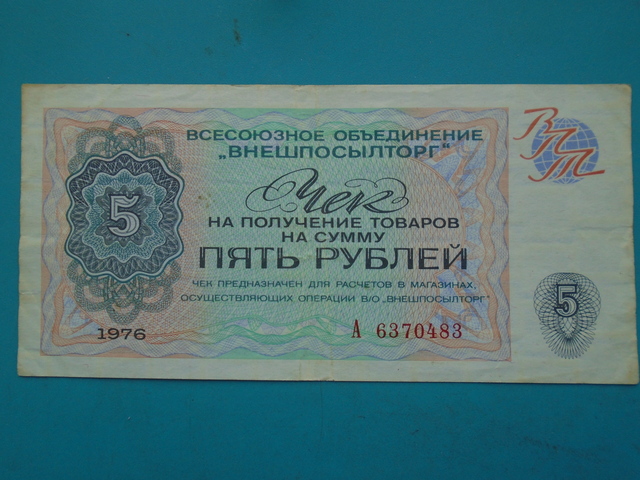 ВСЕСОЮЗНОЕ ОБЪЕДИНЕНИЕ
„ВНЕШПОСЫЛТОРГ"
ВПТ
Чек
НА ПОЛУЧЕНИЕ ТОВАРОВ
НА СУММУ
ПЯТЬ РУБЛЕЙ
ЧЕК ПРЕДНАЗНАЧЕН ДЛЯ РАСЧЕТОВ В МАГАЗИНАХ,
ОСУЩЕСТВЛЯЮЩИХ ОПЕРАЦИИ В/О „ВНЕШПОСЫЛТОРГ"
5
5
1976
А 6370483